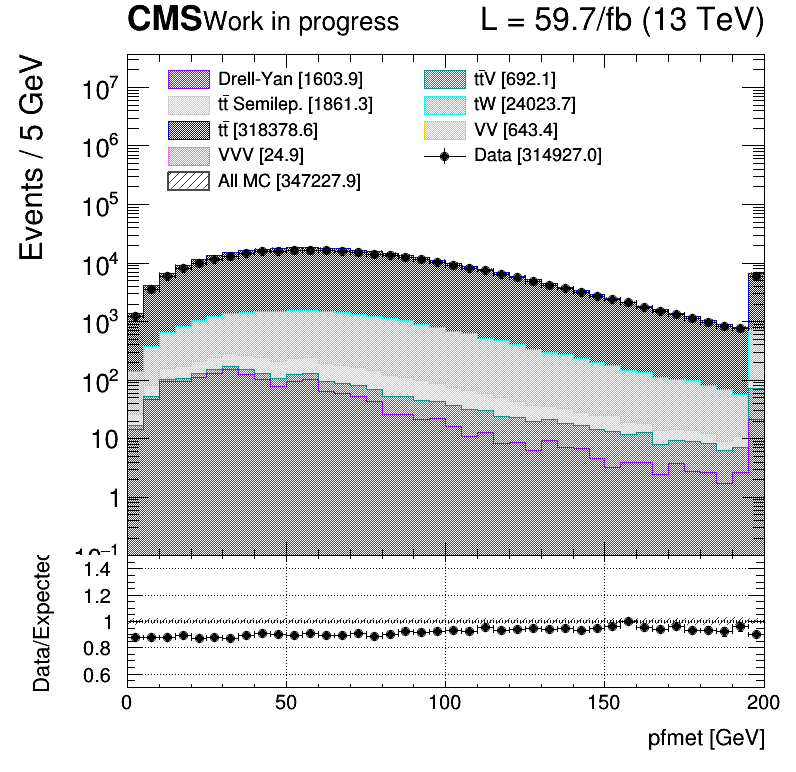 CMS Work in progress L = 59.7/fb (13 TeV)
Events / 5 GeV
Drell-Yan [1603.9]
tt̄ Semilep. [1861.3]
tt̄ [318378.6]
VVV [24.9]
All MC [347227.9]
tt̄V [692.1]
tW [24023.7]
VV [643.4]
Data [314927.0]
10⁷
10⁶
10⁵
10⁴
10³
10²
10
1
10⁻¹
Data/Expected
1.4
1.2
1
0.8
0.6
0 50 100 150 200
pfmet [GeV]